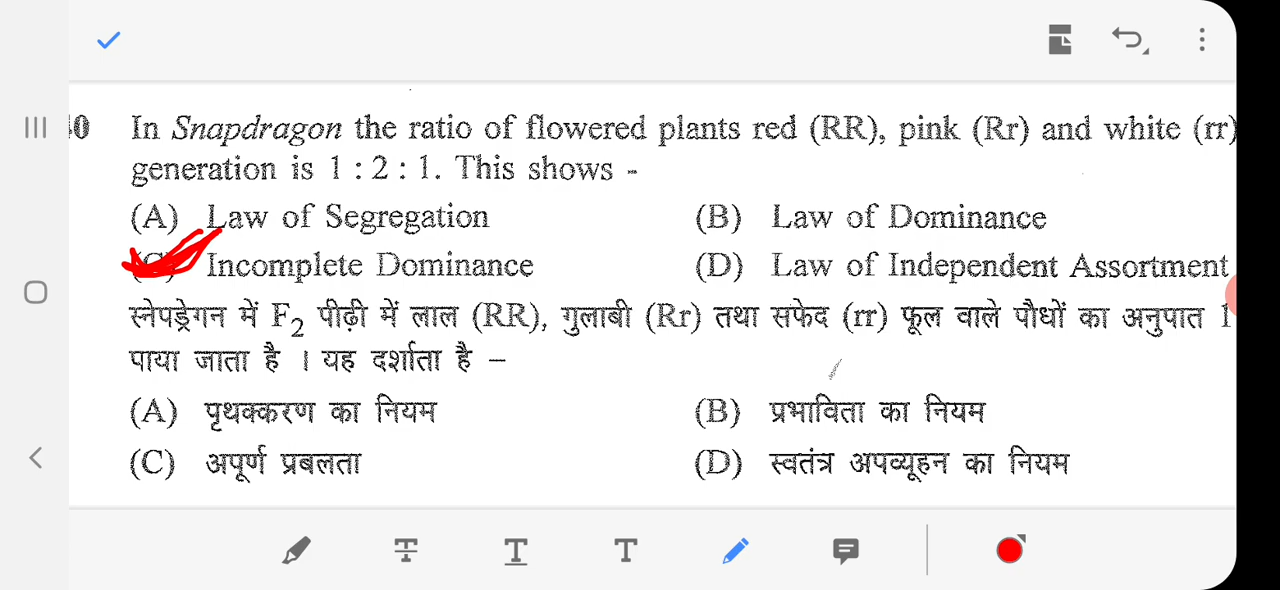 40 In Snapdragon the ratio of flowered plants red (RR), pink (Rr) and white (rr)
generation is 1 : 2 : 1. This shows -
(A) Law of Segregation (B) Law of Dominance
(C) Incomplete Dominance (D) Law of Independent Assortment
स्नेपड्रेगन में F2 पीढ़ी में लाल (RR), गुलाबी (Rr) तथा सफेद (rr) फूल वाले पौधों का अनुपात 1
पाया जाता है । यह दर्शाता है –
(A) पृथक्करण का नियम (B) प्रभाविता का नियम
(C) अपूर्ण प्रबलता (D) स्वतंत्र अपव्यूहन का नियम
T T T